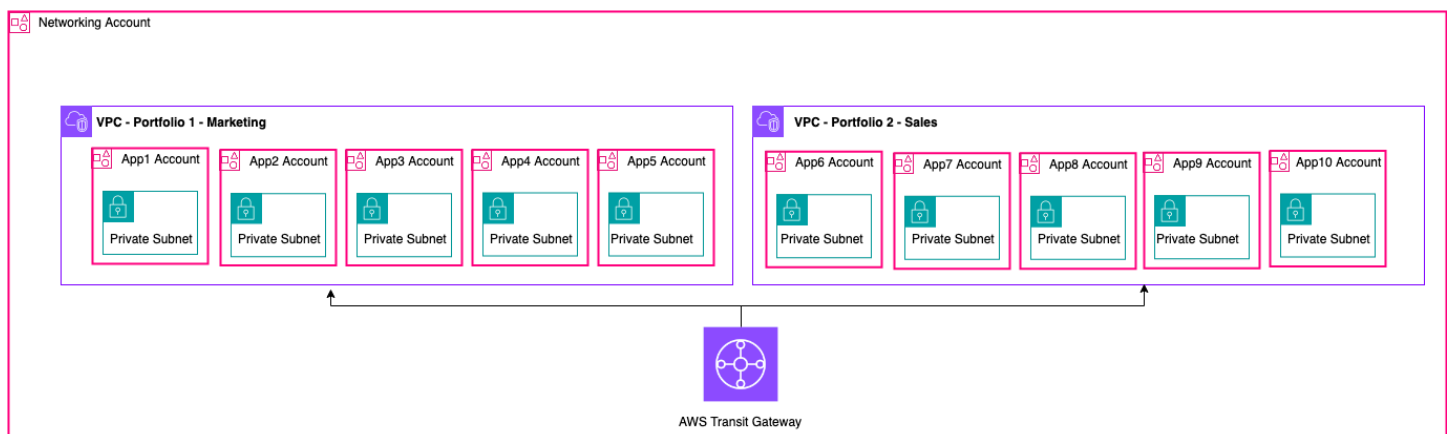 Networking Account
VPC - Portfolio 1 - Marketing
App1 Account
App2 Account
App3 Account
App4 Account
App5 Account
Private Subnet
Private Subnet
Private Subnet
Private Subnet
Private Subnet
VPC - Portfolio 2 - Sales
App6 Account
App7 Account
App8 Account
App9 Account
App10 Account
Private Subnet
Private Subnet
Private Subnet
Private Subnet
Private Subnet
AWS Transit Gateway